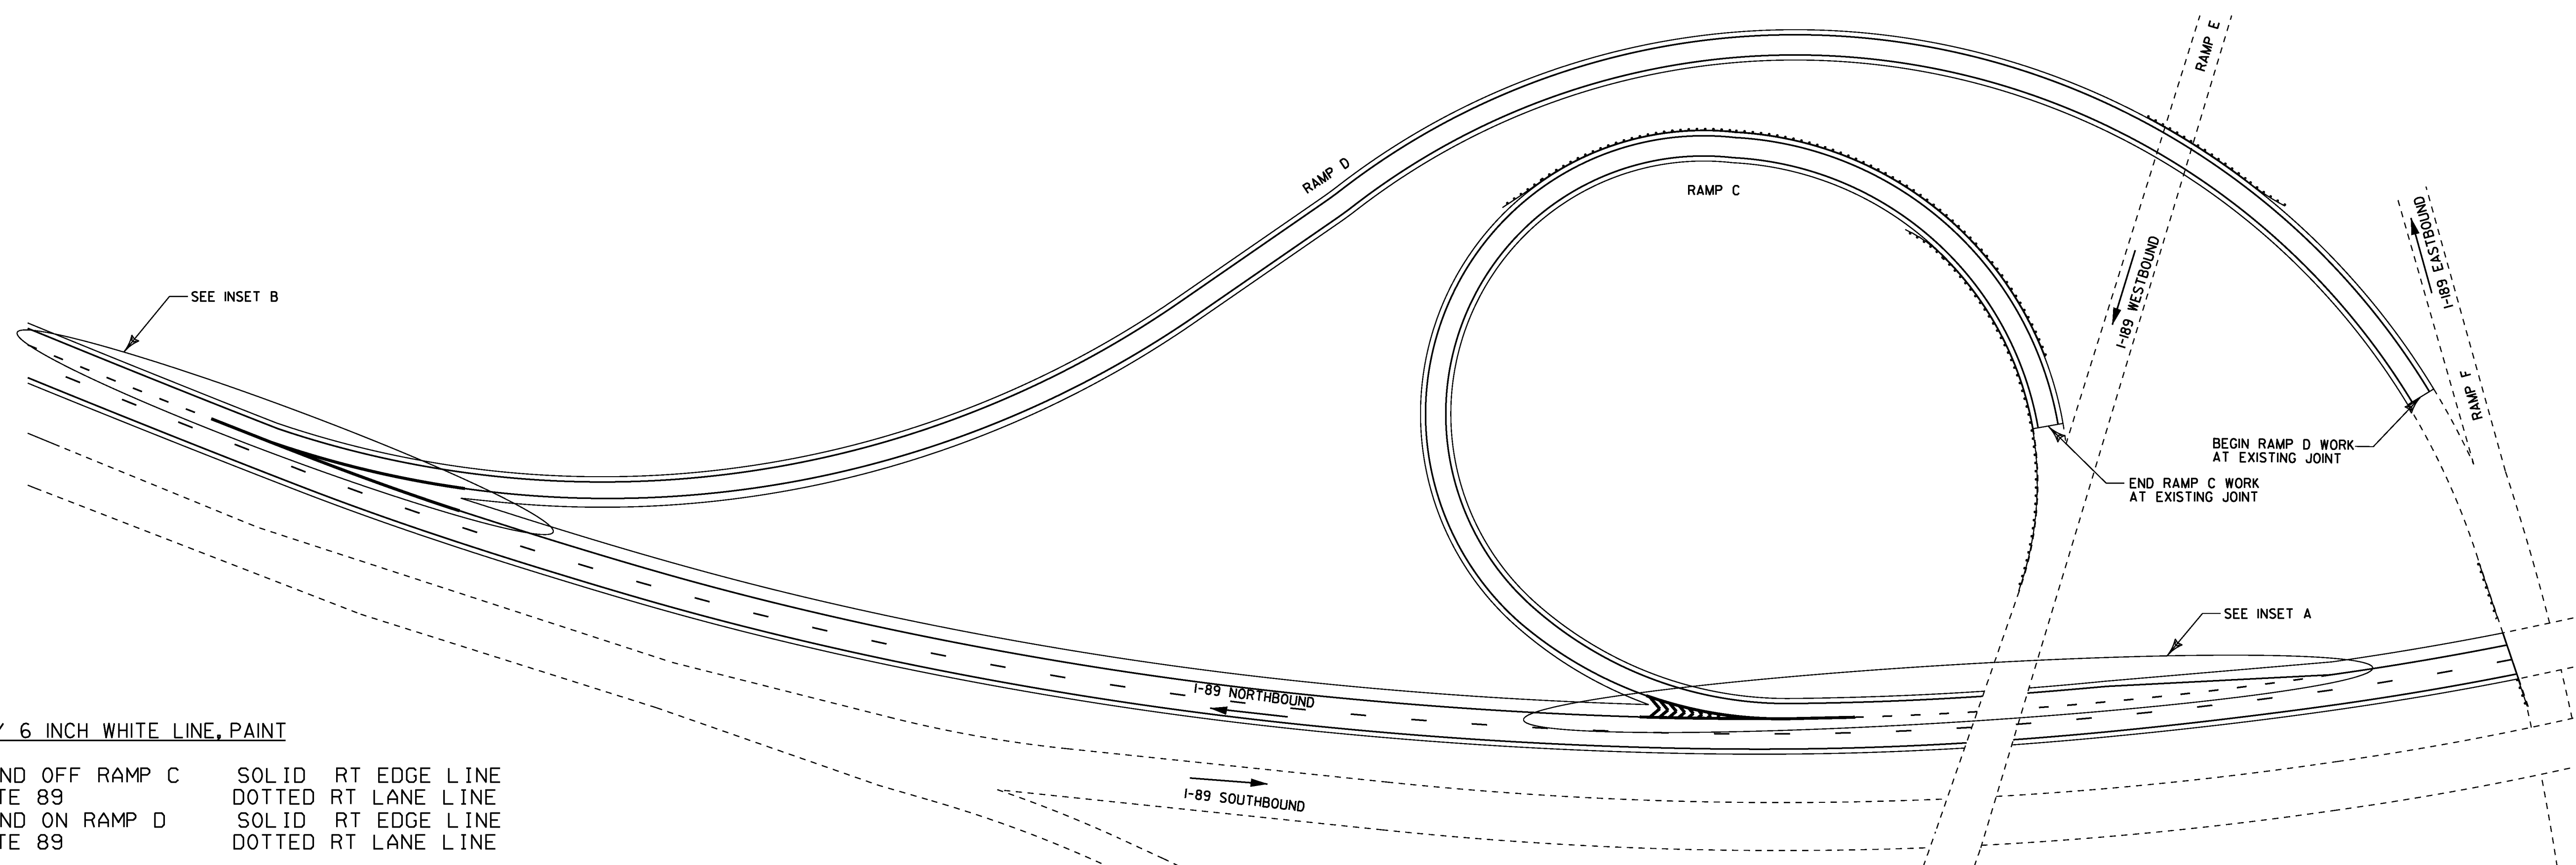 RAMP E
RAMP D
RAMP C
I-189 WESTBOUND
I-189 EASTBOUND
RAMP F
SEE INSET B
BEGIN RAMP D WORK
AT EXISTING JOINT
END RAMP C WORK
AT EXISTING JOINT
SEE INSET A
I-89 NORTHBOUND
I-89 SOUTHBOUND
6 INCH WHITE LINE, PAINT
ND OFF RAMP C SOLID RT EDGE LINE
TE 89 DOTTED RT LANE LINE
ND ON RAMP D SOLID RT EDGE LINE
TE 89 DOTTED RT LANE LINE